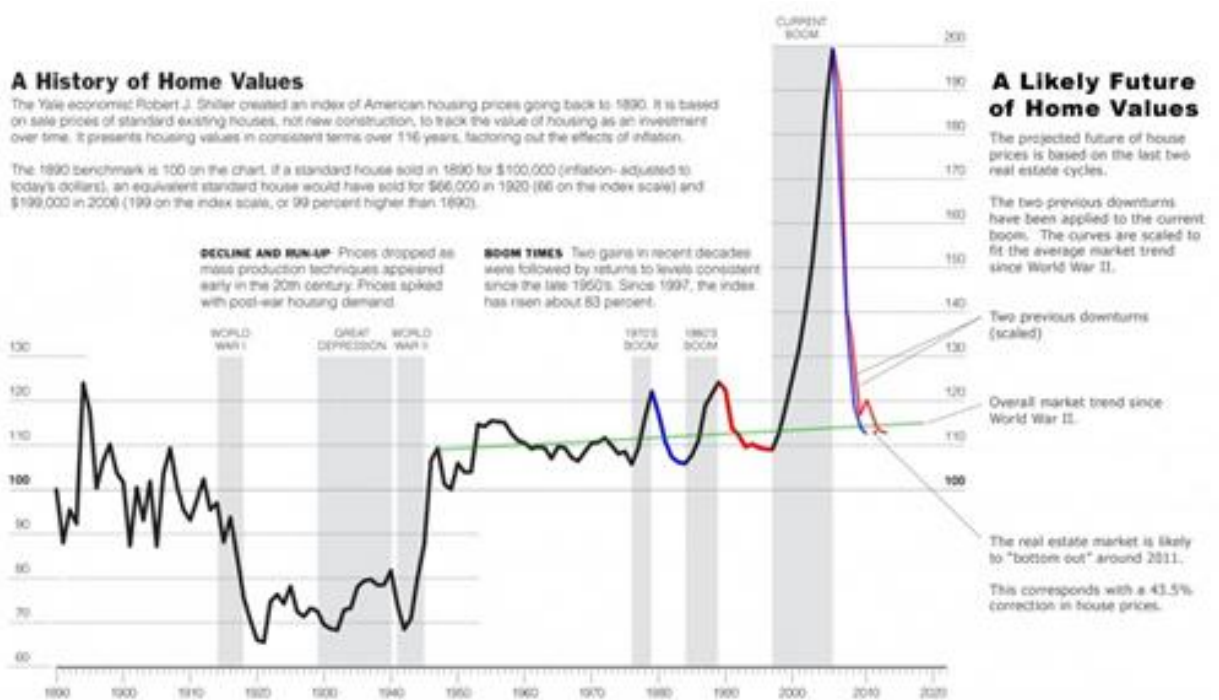 CURRENT
BOOM
A History of Home Values
The Yale economist Robert J. Shiller created an index of American housing prices going back to 1890. It is based
on sale prices of standard existing houses, not new construction, to track the value of housing as an investment
over time. It presents housing values in consistent terms over 116 years, factoring out the effects of inflation.
The 1890 benchmark is 100 on the chart. If a standard house sold in 1890 for $100,000 (inflation- adjusted to
today's dollars), an equivalent standard house would have sold for $66,000 in 1920 (66 on the index scale) and
$199,000 in 2006 (199 on the index scale, or 99 percent higher than 1890).
DECLINE AND RUN-UP Prices dropped as
mass production techniques appeared
early in the 20th century. Prices spiked
with post-war housing demand.
BOOM TIMES Two gains in recent decades
were followed by returns to levels consistent
since the late 1950's. Since 1997, the index
has risen about 83 percent.
WORLD
WAR I
GREAT
DEPRESSION
WORLD
WAR II
1970'S
BOOM
1980'S
BOOM
130
120
110
100
90
80
70
60
200
190
180
170
160
150
140
130
120
110
100
1890 1900 1910 1920 1930 1940 1950 1960 1970 1980 1990 2000 2010 2020
A Likely Future
of Home Values
The projected future of house
prices is based on the last two
real estate cycles.
The two previous downturns
have been applied to the current
boom. The curves are scaled to
fit the average market trend
since World War II.
Two previous downturns
(scaled)
Overall market trend since
World War II.
The real estate market is likely
to "bottom out" around 2011.
This corresponds with a 43.5%
correction in house prices.